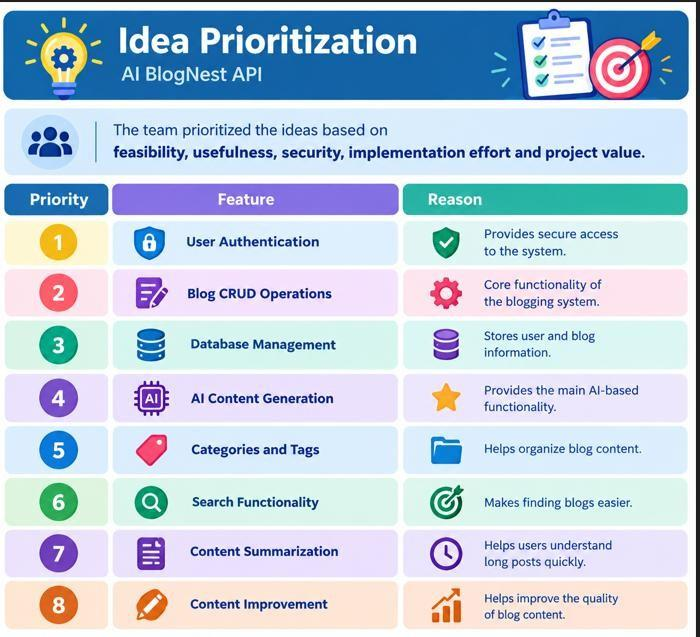 Idea Prioritization
AI BlogNest API
The team prioritized the ideas based on
feasibility, usefulness, security, implementation effort and project value.
Priority Feature Reason
1 User Authentication Provides secure access
to the system.
2 Blog CRUD Operations Core functionality of
the blogging system.
3 Database Management Stores user and blog
information.
4 AI AI Content Generation Provides the main AI-based
functionality.
5 Categories and Tags Helps organize blog content.
6 Search Functionality Makes finding blogs easier.
7 Content Summarization Helps users understand
long posts quickly.
8 Content Improvement Helps improve the quality
of blog content.